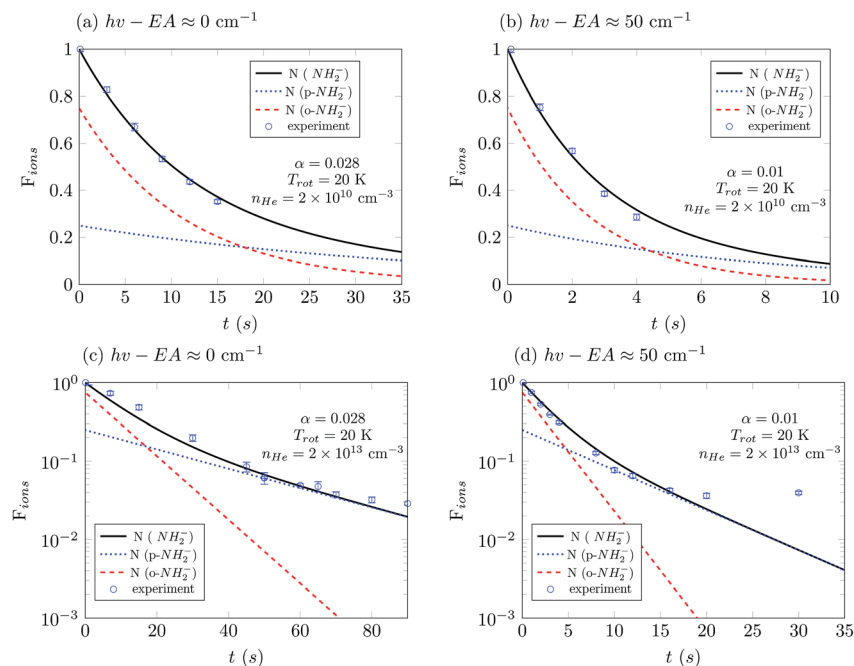 (a) hv − EA ≈ 0 cm⁻¹
1
0.8
0.6
0.4
0.2
0
F_ions
N ( NH₂⁻)
N (p-NH₂⁻)
N (o-NH₂⁻)
experiment
α = 0.028
T_rot = 20 K
n_He = 2 × 10¹⁰ cm⁻³
0 5 10 15 20 25 30 35
t (s)
(b) hv − EA ≈ 50 cm⁻¹
1
0.8
0.6
0.4
0.2
0
F_ions
N ( NH₂⁻)
N (p-NH₂⁻)
N (o-NH₂⁻)
experiment
α = 0.01
T_rot = 20 K
n_He = 2 × 10¹⁰ cm⁻³
0 2 4 6 8 10
t (s)
(c) hv − EA ≈ 0 cm⁻¹
10⁰
10⁻¹
10⁻²
10⁻³
F_ions
α = 0.028
T_rot = 20 K
n_He = 2 × 10¹³ cm⁻³
N ( NH₂⁻)
N (p-NH₂⁻)
N (o-NH₂⁻)
experiment
0 20 40 60 80
t (s)
(d) hv − EA ≈ 50 cm⁻¹
10⁰
10⁻¹
10⁻²
10⁻³
F_ions
α = 0.01
T_rot = 20 K
n_He = 2 × 10¹³ cm⁻³
N ( NH₂⁻)
N (p-NH₂⁻)
N (o-NH₂⁻)
experiment
0 5 10 15 20 25 30 35
t (s)